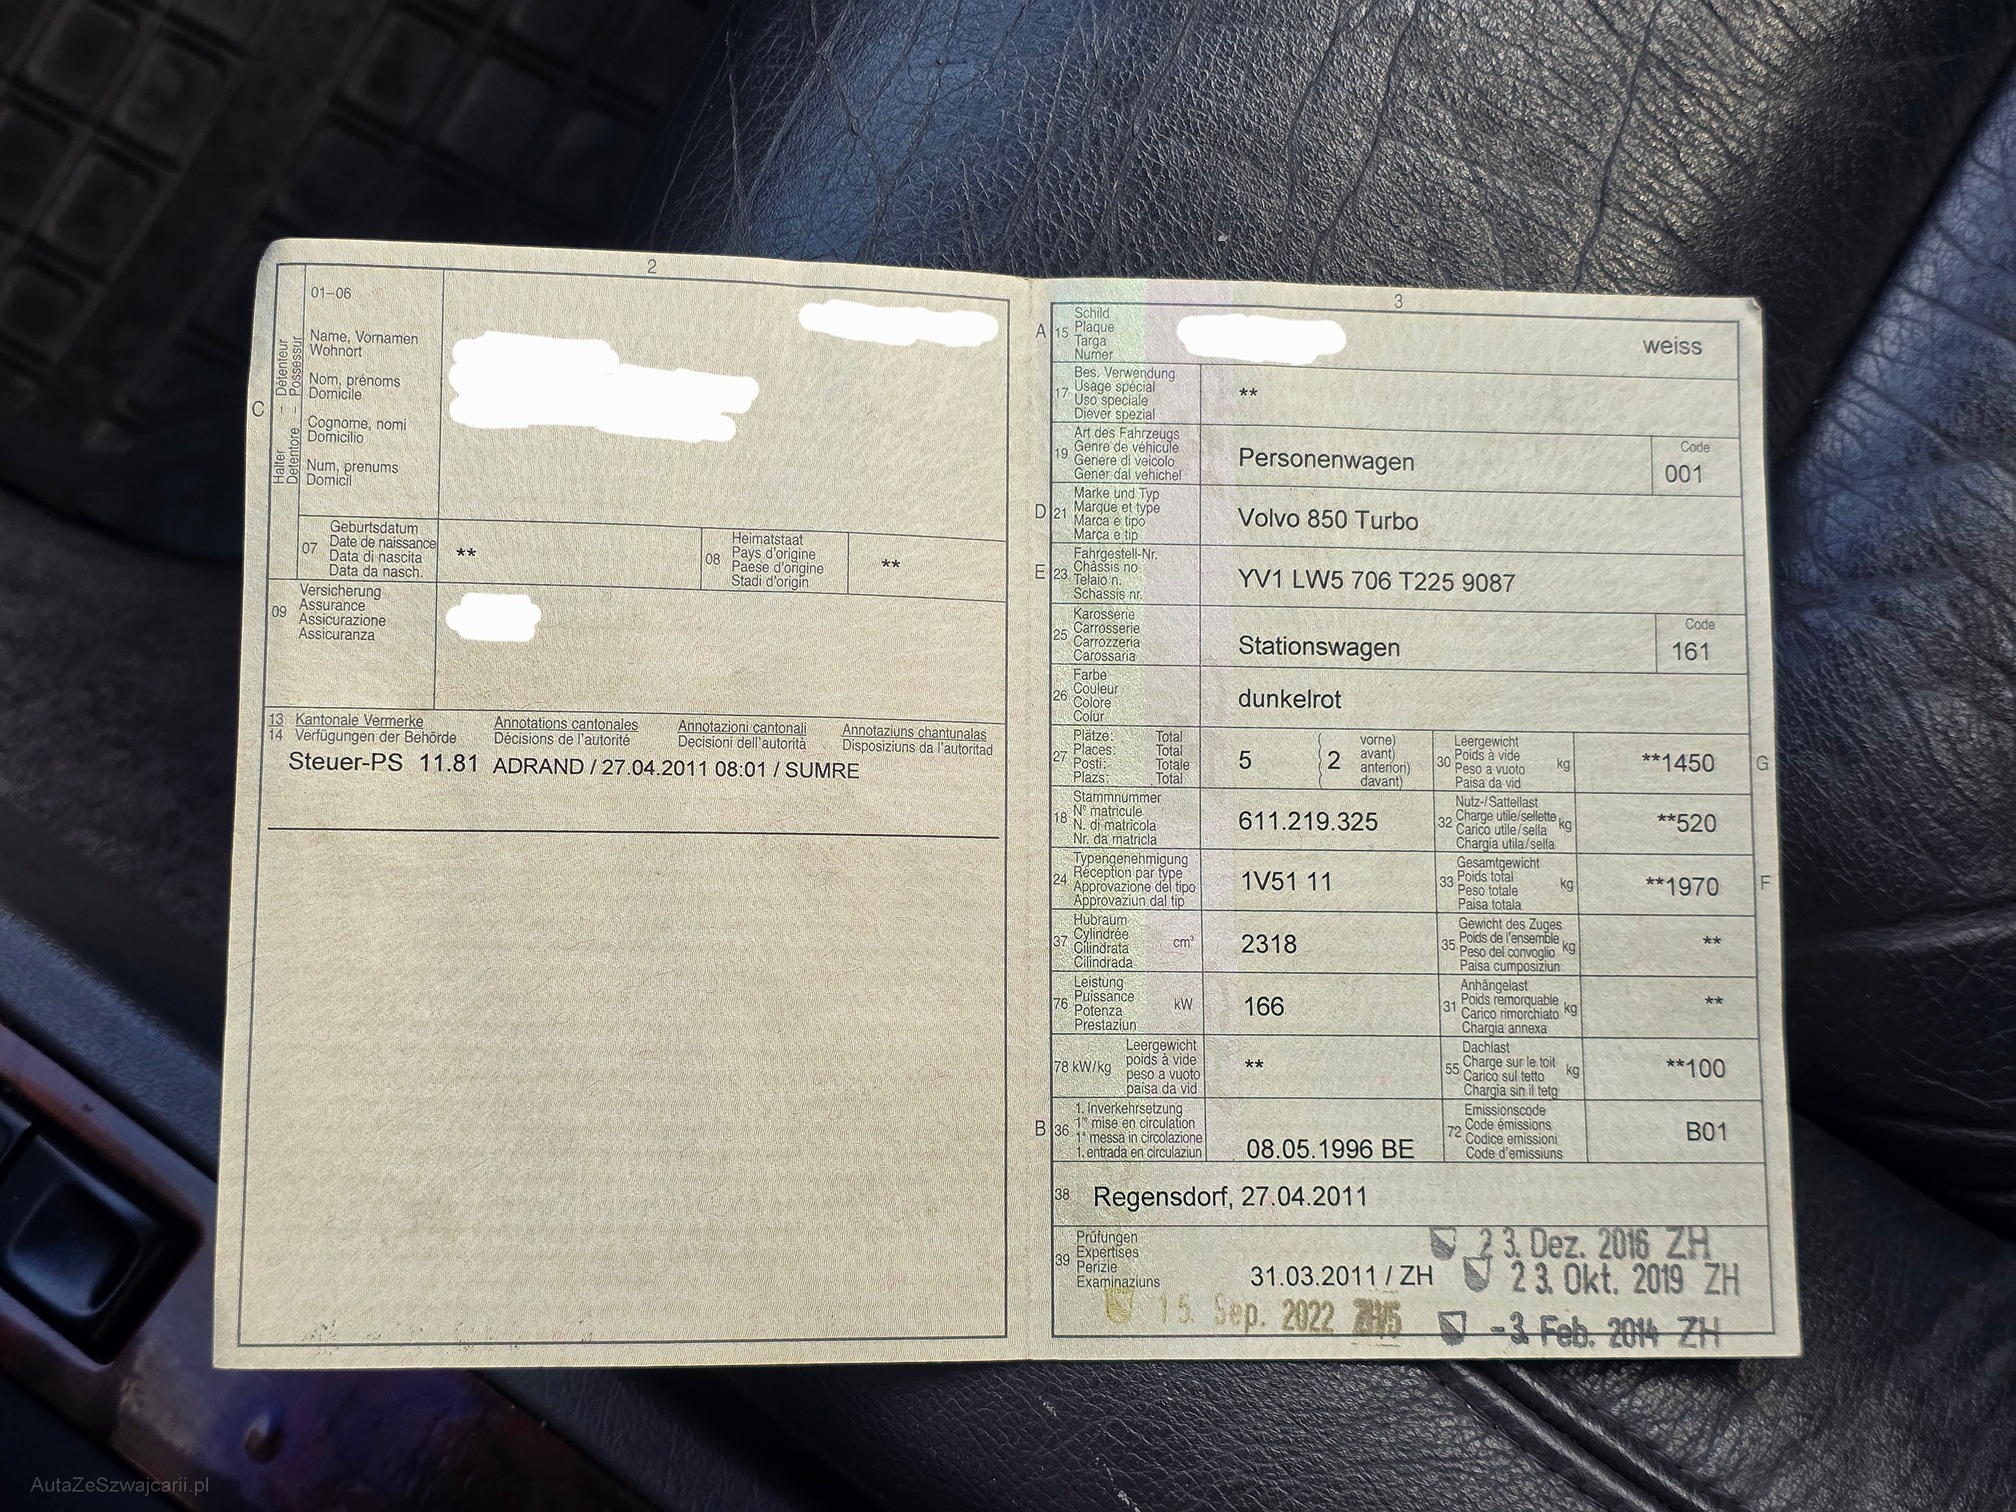 2
01–06
Halter – Détenteur
Detentore – Possessur
C
Name, Vornamen
Wohnort
Nom, prénoms
Domicile
Cognome, nomi
Domicilio
Num, prenums
Domicil
07
Geburtsdatum
Date de naissance
Data di nascita
Data da nasch.
**
08
Heimatstaat
Pays d'origine
Paese d'origine
Stadi d'origin
**
09
Versicherung
Assurance
Assicurazione
Assicuranza
13 Kantonale Vermerke Annotations cantonales Annotazioni cantonali Annotaziuns chantunalas
14 Verfügungen der Behörde Décisions de l'autorité Decisioni dell'autorità Disposiziuns da l'autoritad
Steuer-PS 11.81 ADRAND / 27.04.2011 08:01 / SUMRE
3
A 15
Schild
Plaque
Targa
Numer
weiss
17
Bes. Verwendung
Usage spécial
Uso speciale
Diever spezial
**
19
Art des Fahrzeugs
Genre de véhicule
Genere di veicolo
Gener dal vehichel
Personenwagen
Code
001
D 21
Marke und Typ
Marque et type
Marca e tipo
Marca e tip
Volvo 850 Turbo
E 23
Fahrgestell-Nr.
Châssis no
Telaio n.
Schassis nr.
YV1 LW5 706 T225 9087
25
Karosserie
Carrosserie
Carrozzeria
Carossaria
Stationswagen
Code
161
26
Farbe
Couleur
Colore
Colur
dunkelrot
27
Plätze: Total
Places: Total
Posti: Totale
Plazs: Total
5
2
vorne)
avant)
anteriori)
davant)
30
Leergewicht
Poids à vide
Peso a vuoto
Paisa da vid
kg
**1450
G
18
Stammnummer
N° matricule
N. di matricola
Nr. da matricla
611.219.325
32
Nutz-/Sattellast
Charge utile/sellette
Carico utile/sella
Chargia utila/sella
kg
**520
24
Typengenehmigung
Réception par type
Approvazione del tipo
Approvaziun dal tip
1V51 11
33
Gesamtgewicht
Poids total
Peso totale
Paisa totala
kg
**1970
F
37
Hubraum
Cylindrée
Cilindrata
Cilindrada
cm³
2318
35
Gewicht des Zuges
Poids de l'ensemble
Peso del convoglio
Paisa cumposiziun
kg
**
76
Leistung
Puissance
Potenza
Prestaziun
kW
166
31
Anhängelast
Poids remorquable
Carico rimorchiato
Chargia annexa
kg
**
78 kW/kg
Leergewicht
poids à vide
peso a vuoto
paisa da vid
**
55
Dachlast
Charge sur le toit
Carico sul tetto
Chargia sin il tetg
kg
**100
B 36
1. Inverkehrsetzung
1re mise en circulation
1a messa in circolazione
1. entrada en circulaziun
08.05.1996 BE
72
Emissionscode
Code émissions
Codice emissioni
Code d'emissiuns
B01
38 Regensdorf, 27.04.2011
39
Prüfungen
Expertises
Perizie
Examinaziuns
23. Dez. 2016 ZH
31.03.2011 / ZH
23. Okt. 2019 ZH
15. Sep. 2022
-3. Feb. 2014 ZH
AutaZeSzwajcarii.pl